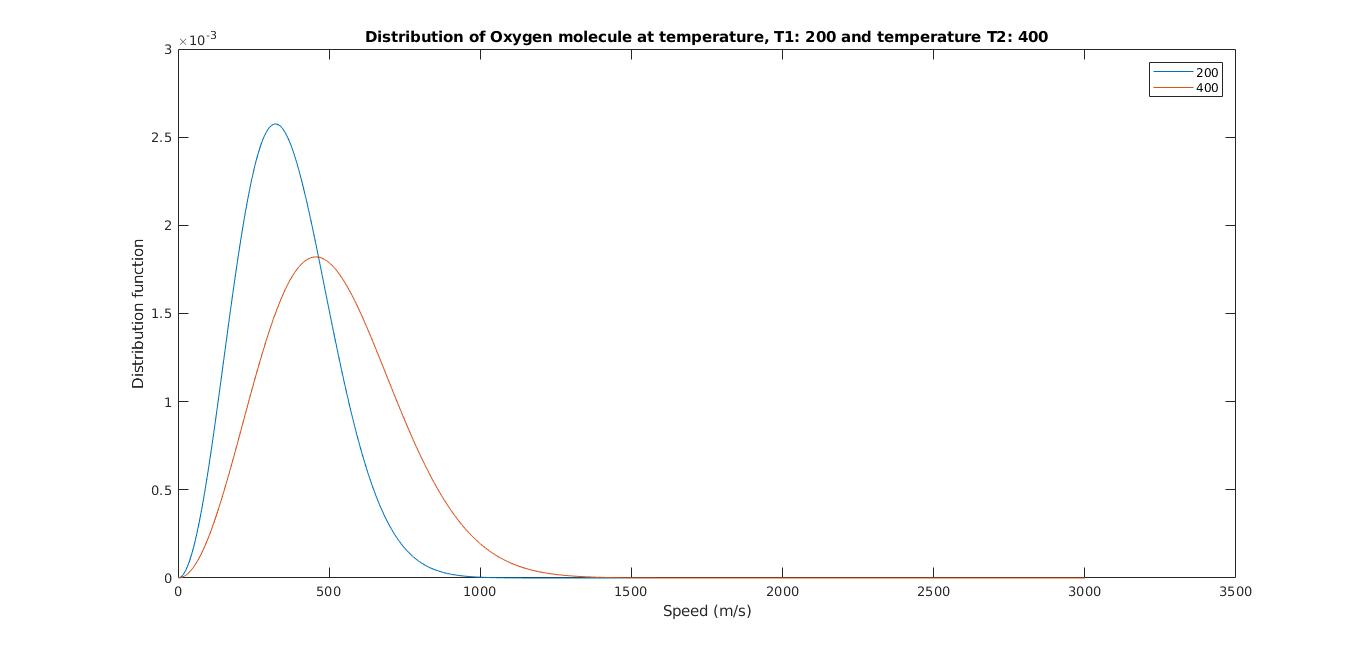 Distribution of Oxygen molecule at temperature, T1: 200 and temperature T2: 400
×10-3
3
2.5
2
1.5
1
0.5
0
Distribution function
200
400
0 500 1000 1500 2000 2500 3000 3500
Speed (m/s)